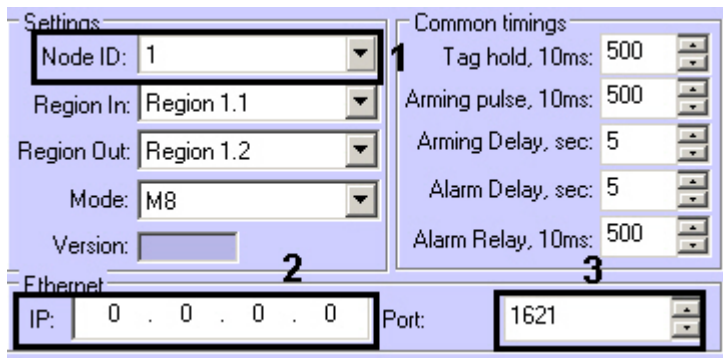 Settings
Node ID: 1
1
Region In: Region 1.1
Region Out: Region 1.2
Mode: M8
Version:
Common timings
Tag hold, 10ms: 500
Arming pulse, 10ms: 500
Arming Delay, sec: 5
Alarm Delay, sec: 5
Alarm Relay, 10ms: 500
2
3
Ethernet
IP: 0 . 0 . 0 . 0 Port: 1621